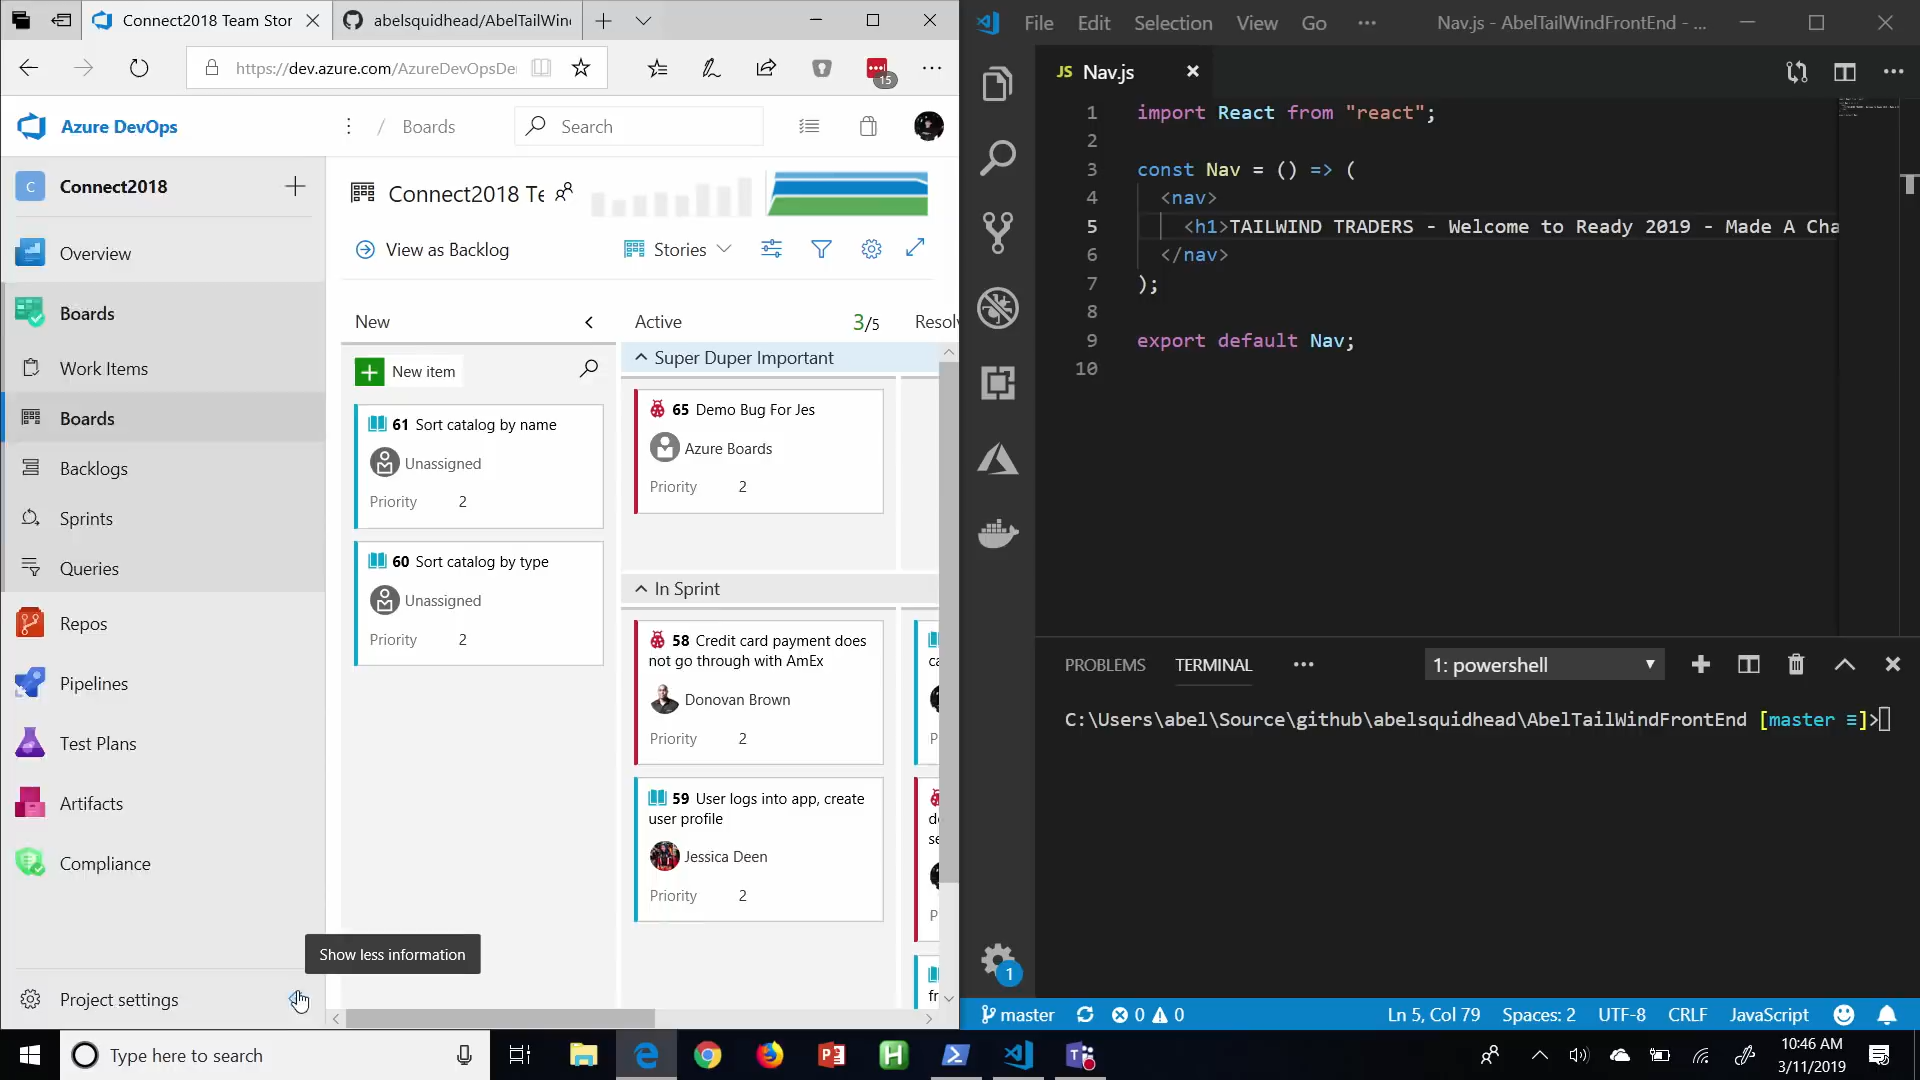 Connect2018 Team Stor
abelsquidhead/AbelTailWin
https://dev.azure.com/AzureDevOpsDe
15
Azure DevOps
/ Boards
Search
C Connect2018
Overview
Boards
Work Items
Boards
Backlogs
Sprints
Queries
Repos
Pipelines
Test Plans
Artifacts
Compliance
Project settings
Show less information
Connect2018 Te
View as Backlog
Stories
New
Active
3/5
Resol
New item
61 Sort catalog by name
Unassigned
Priority 2
60 Sort catalog by type
Unassigned
Priority 2
Super Duper Important
65 Demo Bug For Jes
Azure Boards
Priority 2
In Sprint
58 Credit card payment does
not go through with AmEx
Donovan Brown
Priority 2
59 User logs into app, create
user profile
Jessica Deen
Priority 2
ca
P
d
se
P
fr
File Edit Selection View Go
Nav.js - AbelTailWindFrontEnd - ...
JS Nav.js
1 import React from "react";
2
3 const Nav = () => (
4 <nav>
5 <h1>TAILWIND TRADERS - Welcome to Ready 2019 - Made A Cha
6 </nav>
7 );
8
9 export default Nav;
10
PROBLEMS TERMINAL
1: powershell
C:\Users\abel\Source\github\abelsquidhead\AbelTailWindFrontEnd [master ≡]>
1
master
0 0
Ln 5, Col 79 Spaces: 2 UTF-8 CRLF JavaScript
Type here to search
10:46 AM
3/11/2019